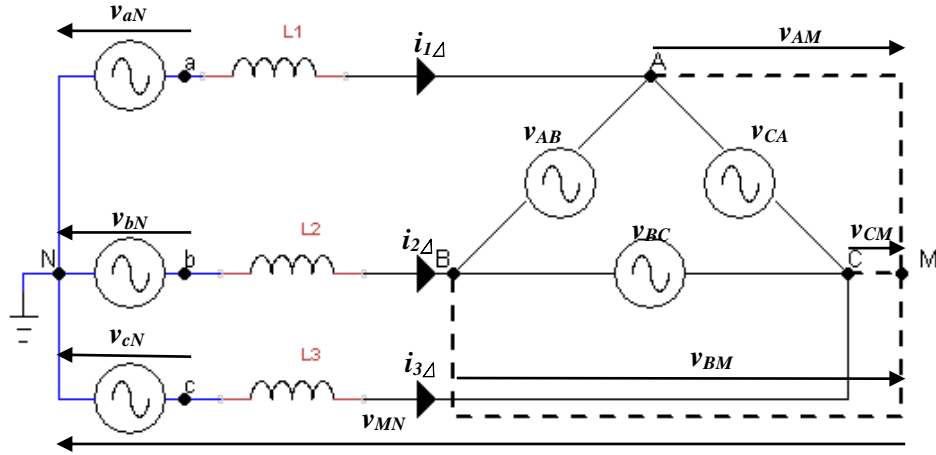 vaN
L1
i1Δ
vAM
a
A
vAB
vCA
vbN
L2
i2Δ
vBC
vCM
N
b
B
C
M
vcN
L3
i3Δ
vBM
c
vMN